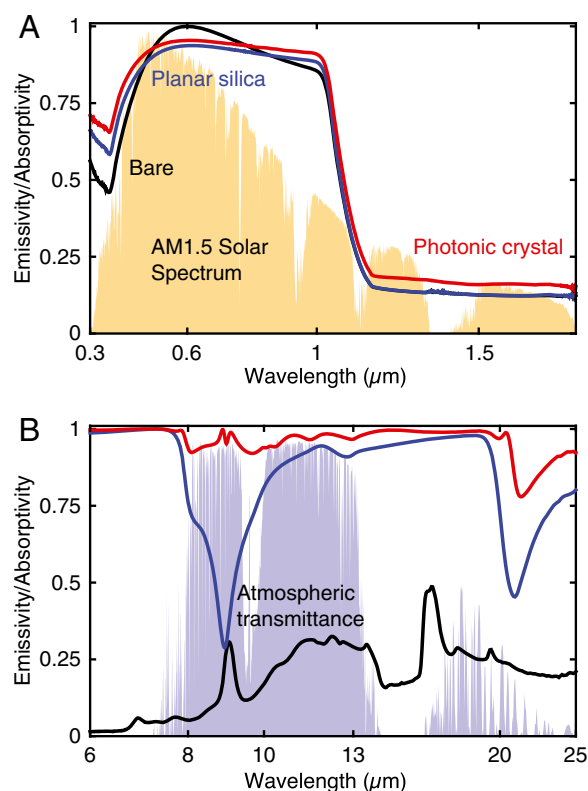 A
1
0.75
0.5
0.25
0
Emissivity/Absorptivity
Planar silica
Bare
AM1.5 Solar
Spectrum
Photonic crystal
0.3
0.6
1
1.5
Wavelength (μm)
B
1
0.75
0.5
0.25
0
Emissivity/Absorptivity
Atmospheric
transmittance
6
8
10
13
20
25
Wavelength (μm)